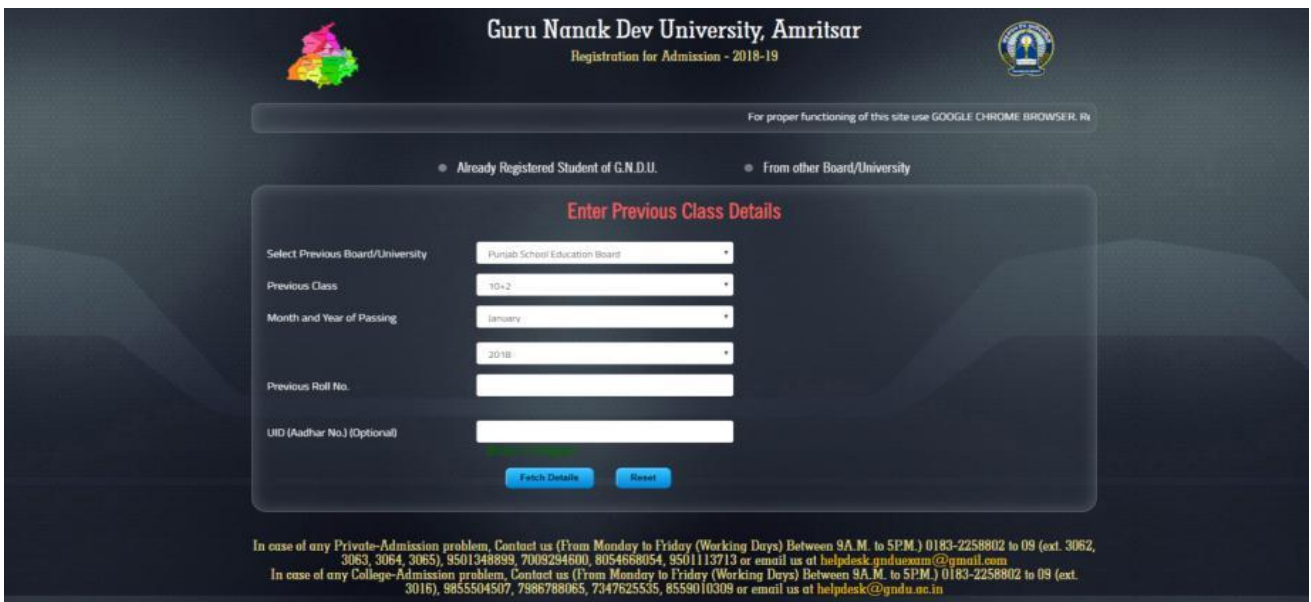 Guru Nanak Dev University, Amritsar
Registration for Admission - 2018-19
For proper functioning of this site use GOOGLE CHROME BROWSER.
Already Registered Student of G.N.D.U.
From other Board/University
Enter Previous Class Details
Select Previous Board/University
Punjab School Education Board
Previous Class
10+2
Month and Year of Passing
January
2018
Previous Roll No.
UID (Aadhar No.) (Optional)
Fetch Details
Reset
In case of any Private-Admission problem, Contact us (From Monday to Friday (Working Days) Between 9A.M. to 5P.M.) 0183-2258802 to 09 (ext. 3062,
3063, 3064, 3065), 9501348899, 7009294600, 8054668054, 9501113713 or email us at helpdesk.gnduexam@gmail.com
In case of any College-Admission problem, Contact us (From Monday to Friday (Working Days) Between 9A.M. to 5P.M.) 0183-2258802 to 09 (ext.
3016), 9855504507, 7986788065, 7347625535, 8559010309 or email us at helpdesk@gndu.ac.in